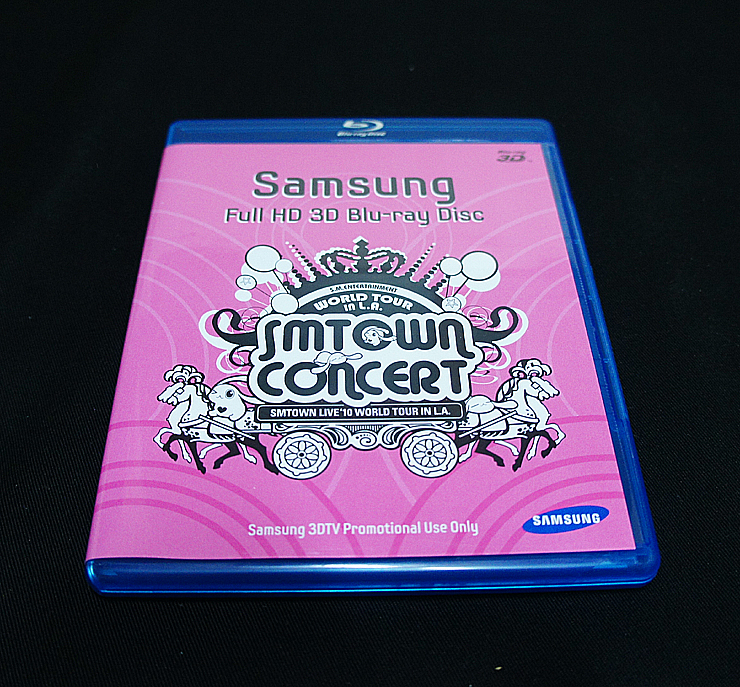 Blu-ray Disc
Blu-ray
3D
Samsung
Full HD 3D Blu-ray Disc
S.M.ENTERTAINMENT
WORLD TOUR
IN L.A.
SMTOWN
CONCERT
SMTOWN LIVE'10 WORLD TOUR IN L.A.
Samsung 3DTV Promotional Use Only
SAMSUNG